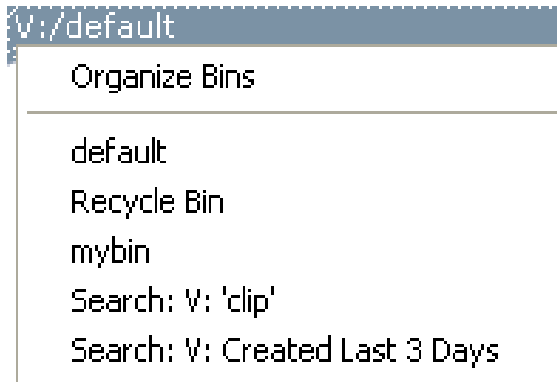 V:/default
Organize Bins
default
Recycle Bin
mybin
Search: V: 'clip'
Search: V: Created Last 3 Days